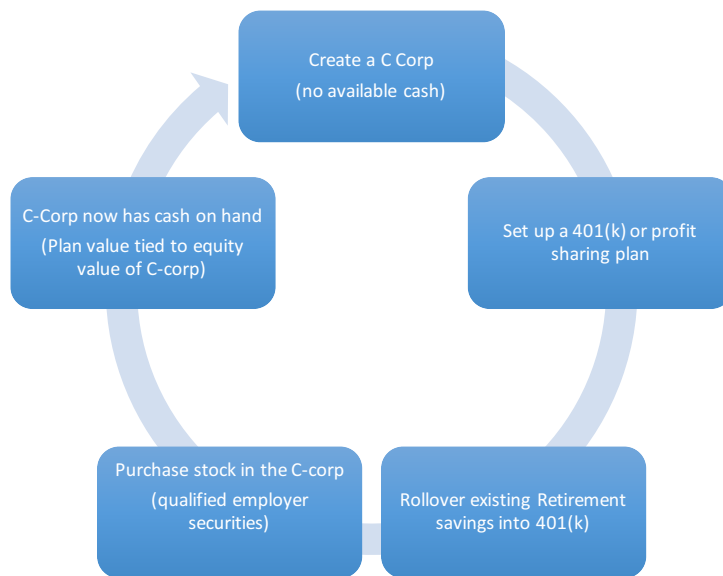 Create a C Corp
(no available cash)
Set up a 401(k) or profit
sharing plan
Rollover existing Retirement
savings into 401(k)
Purchase stock in the C-corp
(qualified employer
securities)
C-Corp now has cash on hand
(Plan value tied to equity
value of C-corp)